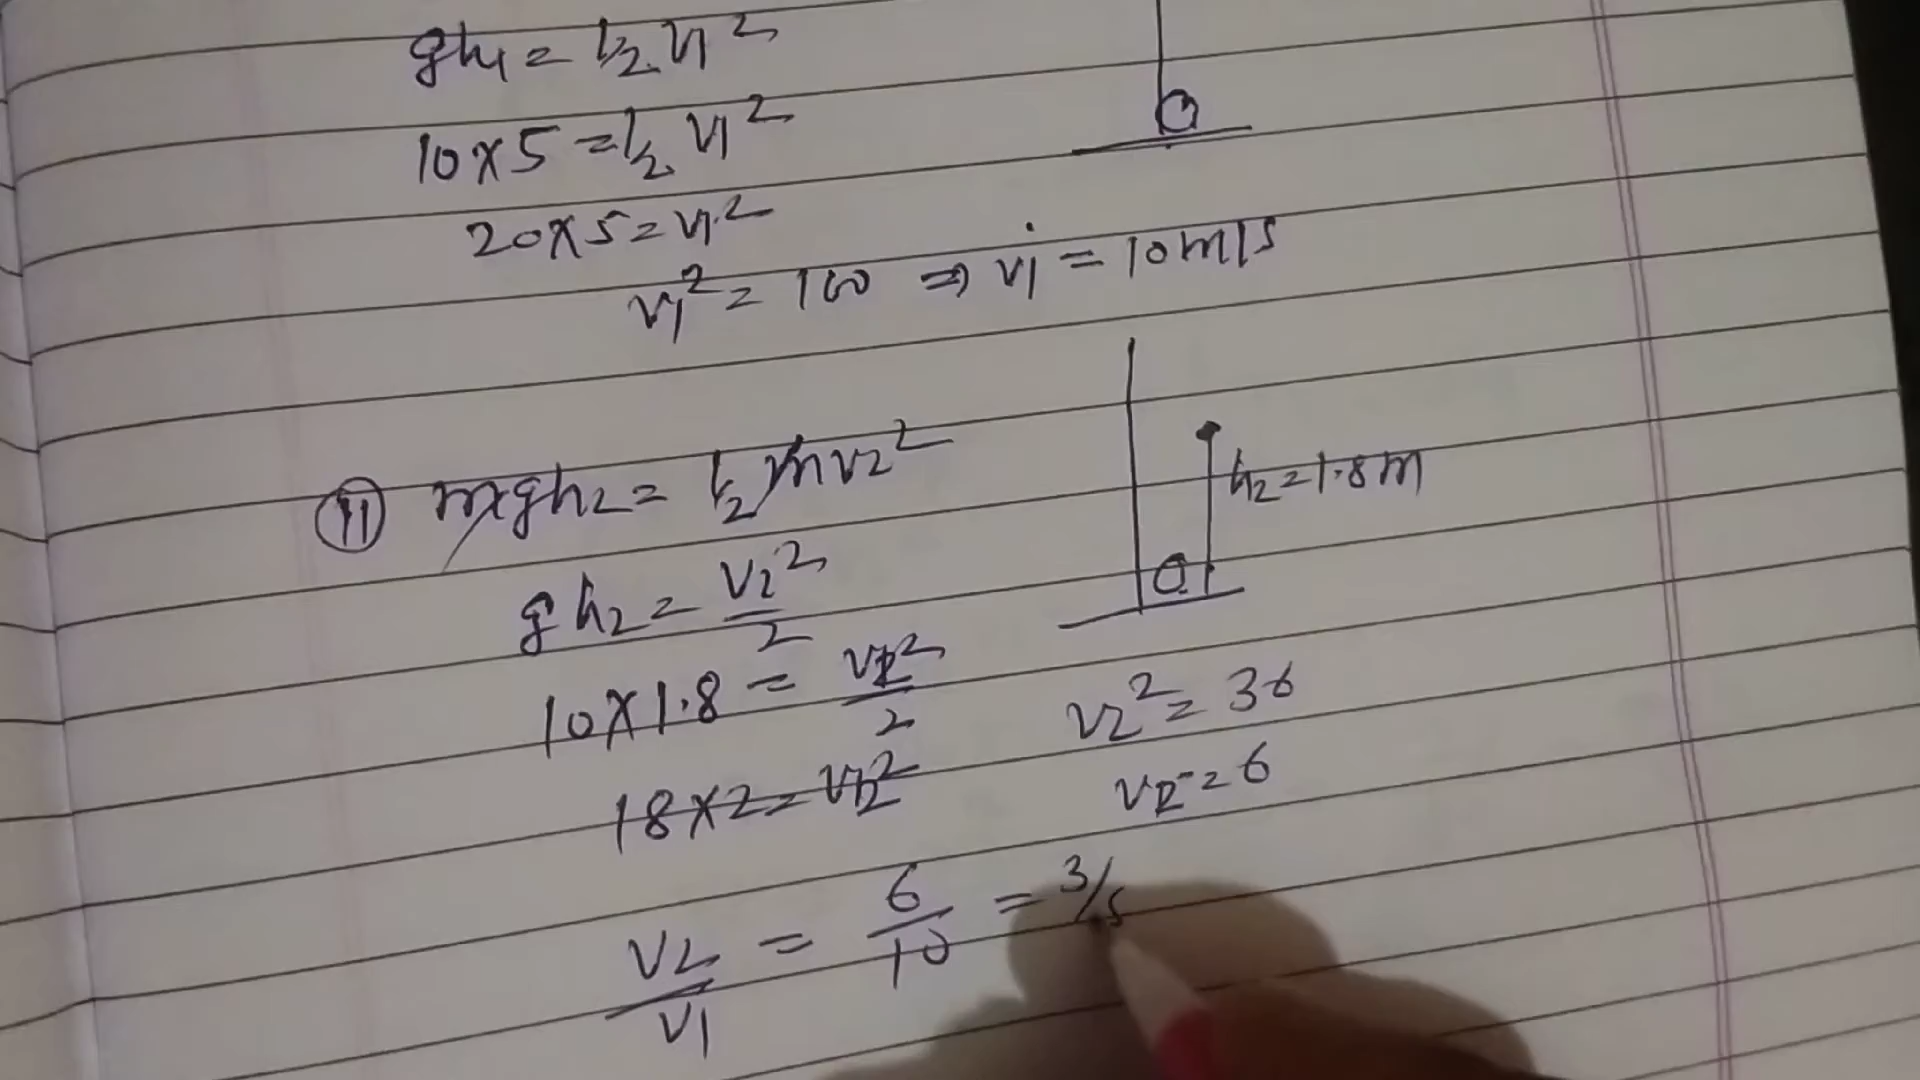 gh1 = 1/2 V1²
10 x 5 = 1/2 V1²
20 x 5 = V1²
V1² = 100 ⇒ V1 = 10 m/s
(11) mgh2 = 1/2 mv2²
h2 = 1.8m
gh2 = V2²/2
10 x 1.8 = V2²/2
18 x 2 = V2²
V2² = 36
V2 = 6
V2/V1 = 6/10 = 3/5